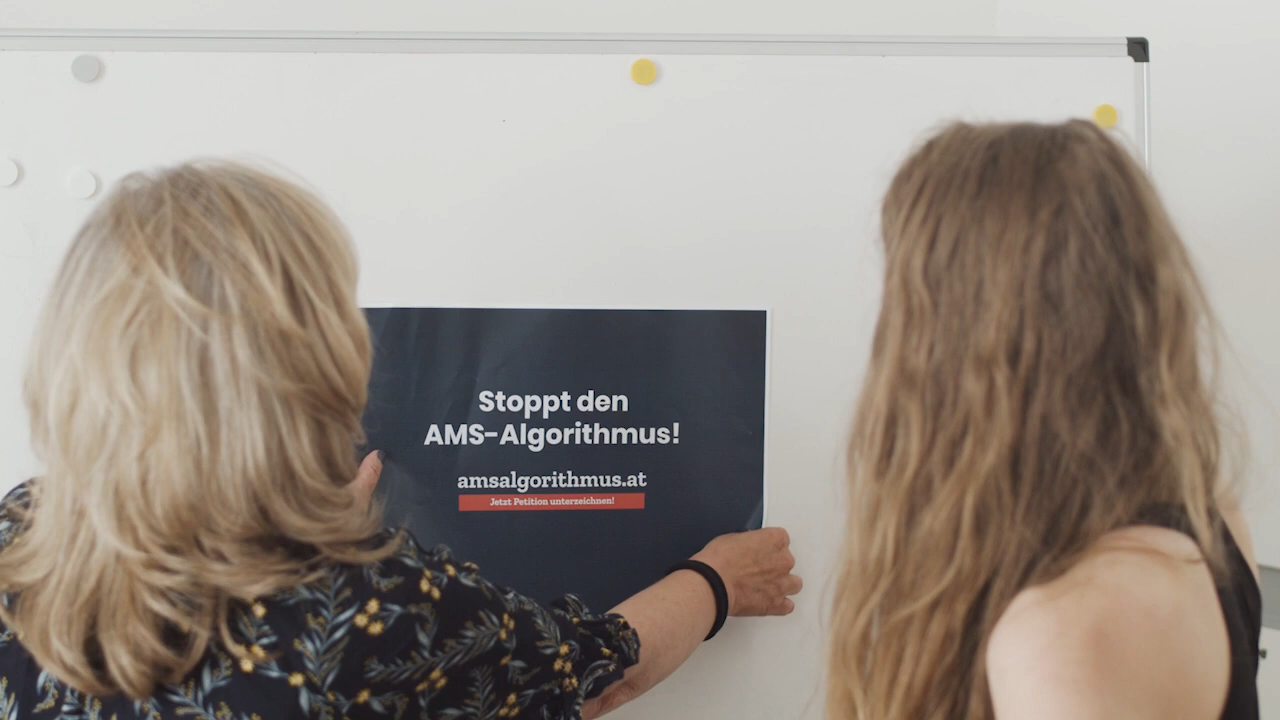 Stoppt den
AMS-Algorithmus!
amsalgorithmus.at
Jetzt Petition unterzeichnen!